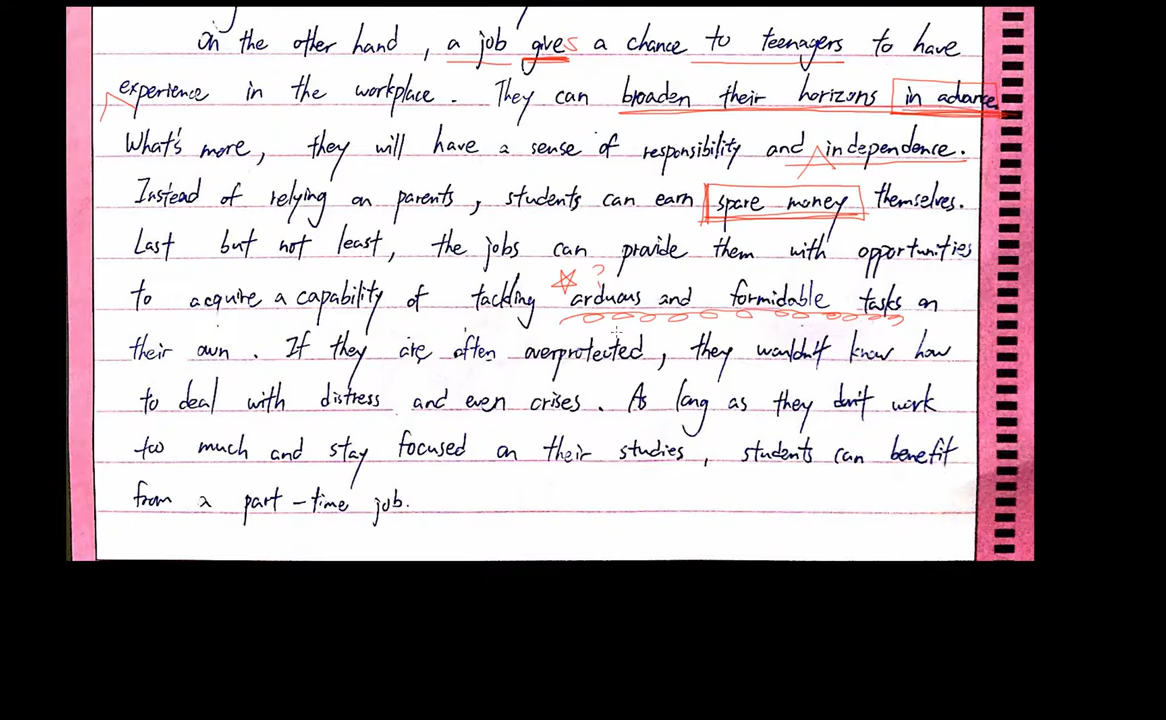 On the other hand, a job gives a chance to teenagers to have
experience in the workplace. They can broaden their horizons in advance.
What's more, they will have a sense of responsibility and independence.
Instead of relying on parents, students can earn spare money themselves.
Last but not least, the jobs can provide them with opportunities
to acquire a capability of tackling arduous and formidable tasks on
their own. If they are often overprotected, they wouldn't know how
to deal with distress and even crises. As long as they don't work
too much and stay focused on their studies, students can benefit
from a part-time job.